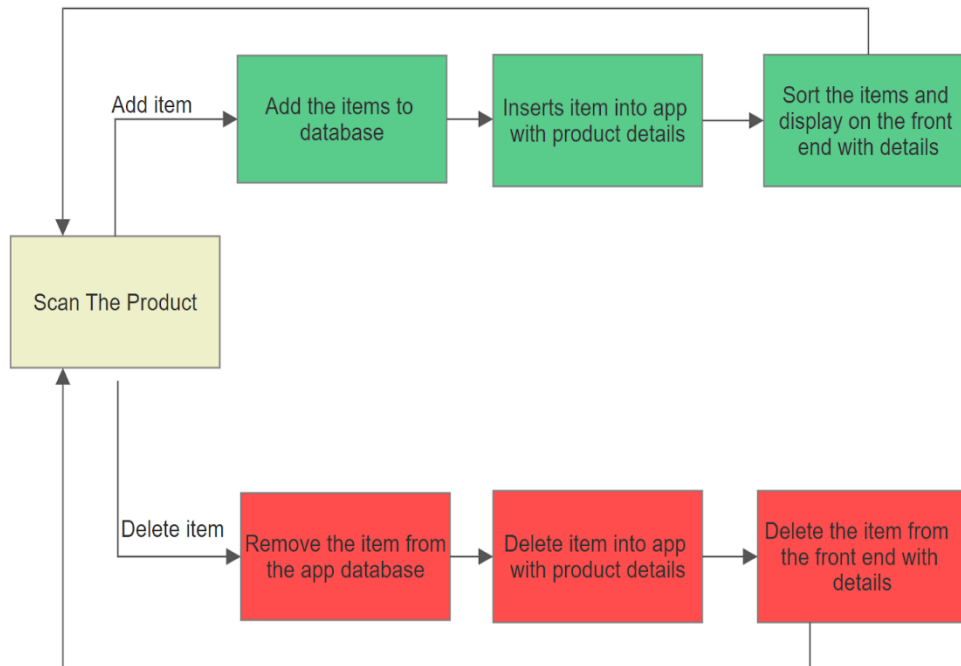 Add item
Add the items to
database
Inserts item into app
with product details
Sort the items and
display on the front
end with details
Scan The Product
Delete item
Remove the item from
the app database
Delete item into app
with product details
Delete the item from
the front end with
details